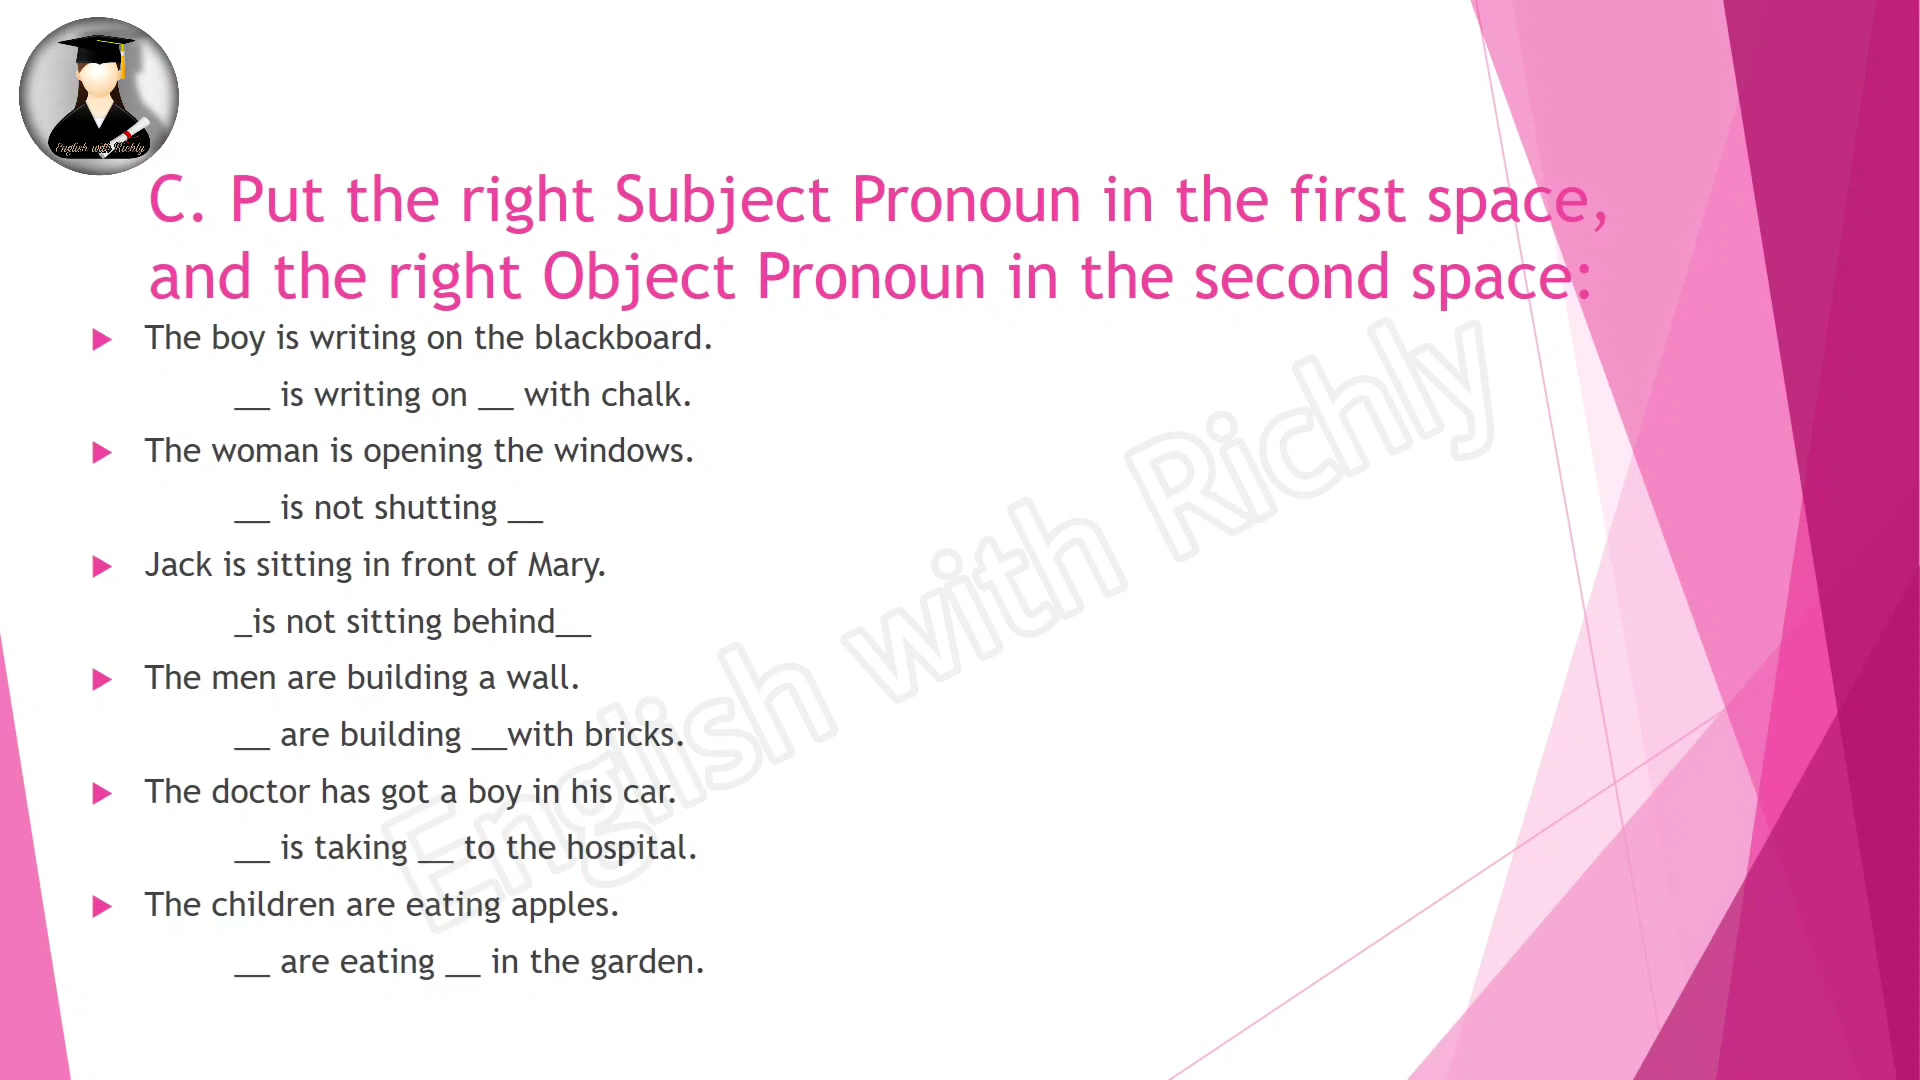 English with Richly
C. Put the right Subject Pronoun in the first space,
and the right Object Pronoun in the second space:
The boy is writing on the blackboard.
__ is writing on __ with chalk.
The woman is opening the windows.
__ is not shutting __
Jack is sitting in front of Mary.
_is not sitting behind__
The men are building a wall.
__ are building __with bricks.
The doctor has got a boy in his car.
__ is taking __ to the hospital.
The children are eating apples.
__ are eating __ in the garden.
English with Richly